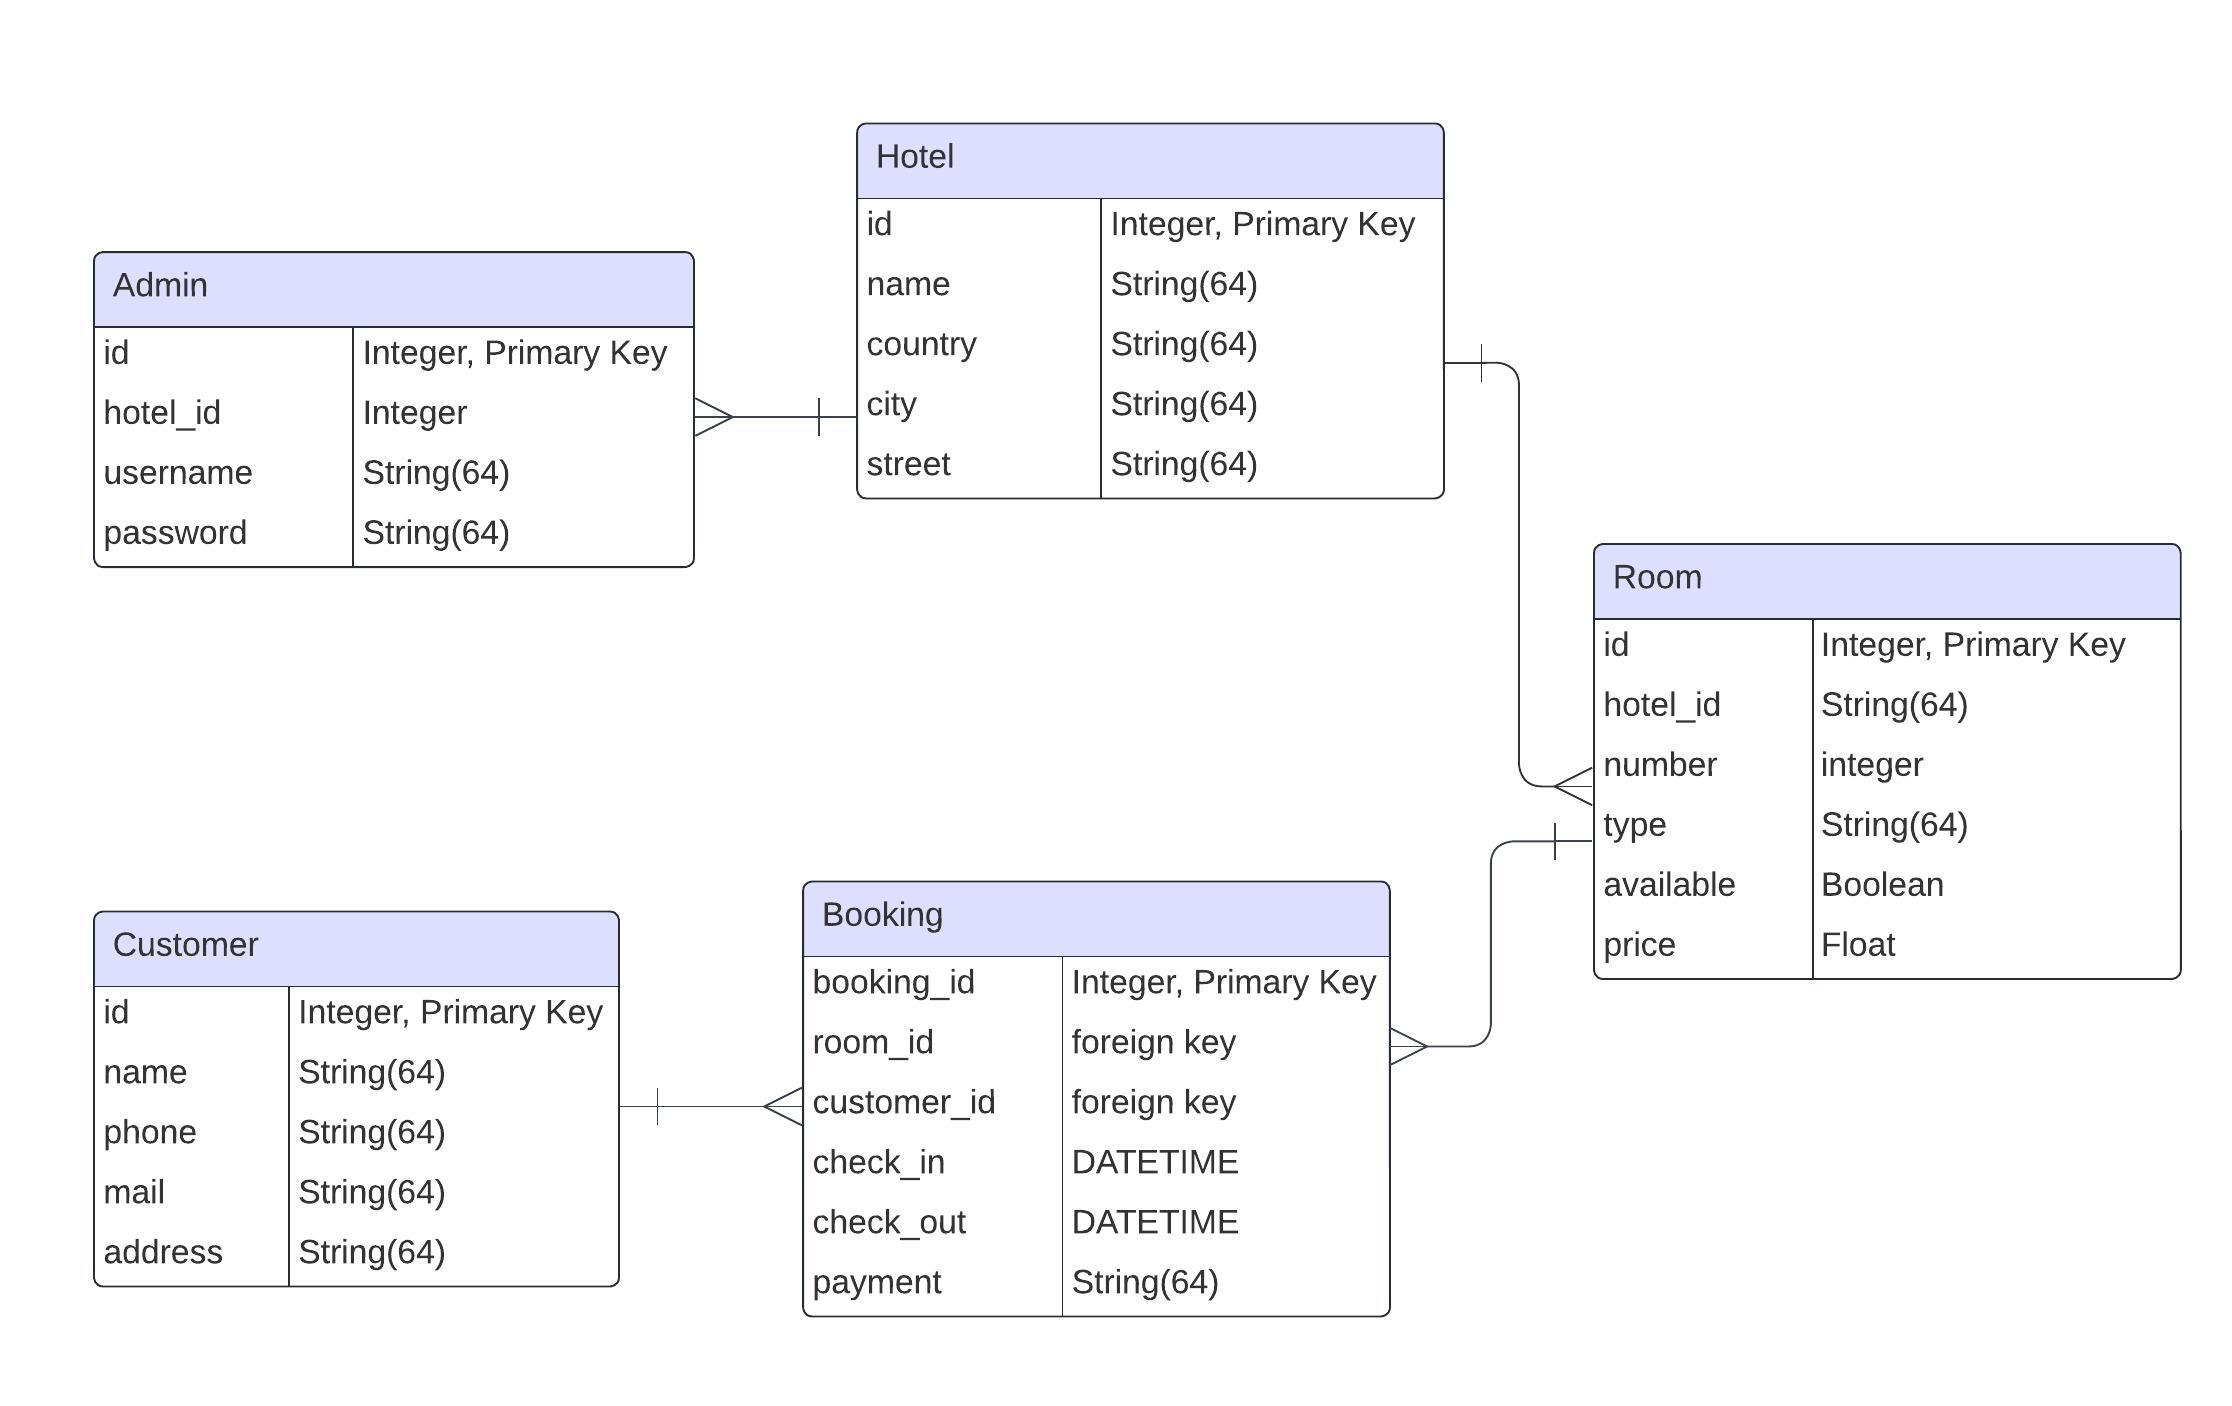 Hotel
id Integer, Primary Key
name String(64)
country String(64)
city String(64)
street String(64)
Admin
id Integer, Primary Key
hotel_id Integer
username String(64)
password String(64)
Room
id Integer, Primary Key
hotel_id String(64)
number integer
type String(64)
available Boolean
price Float
Customer
id Integer, Primary Key
name String(64)
phone String(64)
mail String(64)
address String(64)
Booking
booking_id Integer, Primary Key
room_id foreign key
customer_id foreign key
check_in DATETIME
check_out DATETIME
payment String(64)